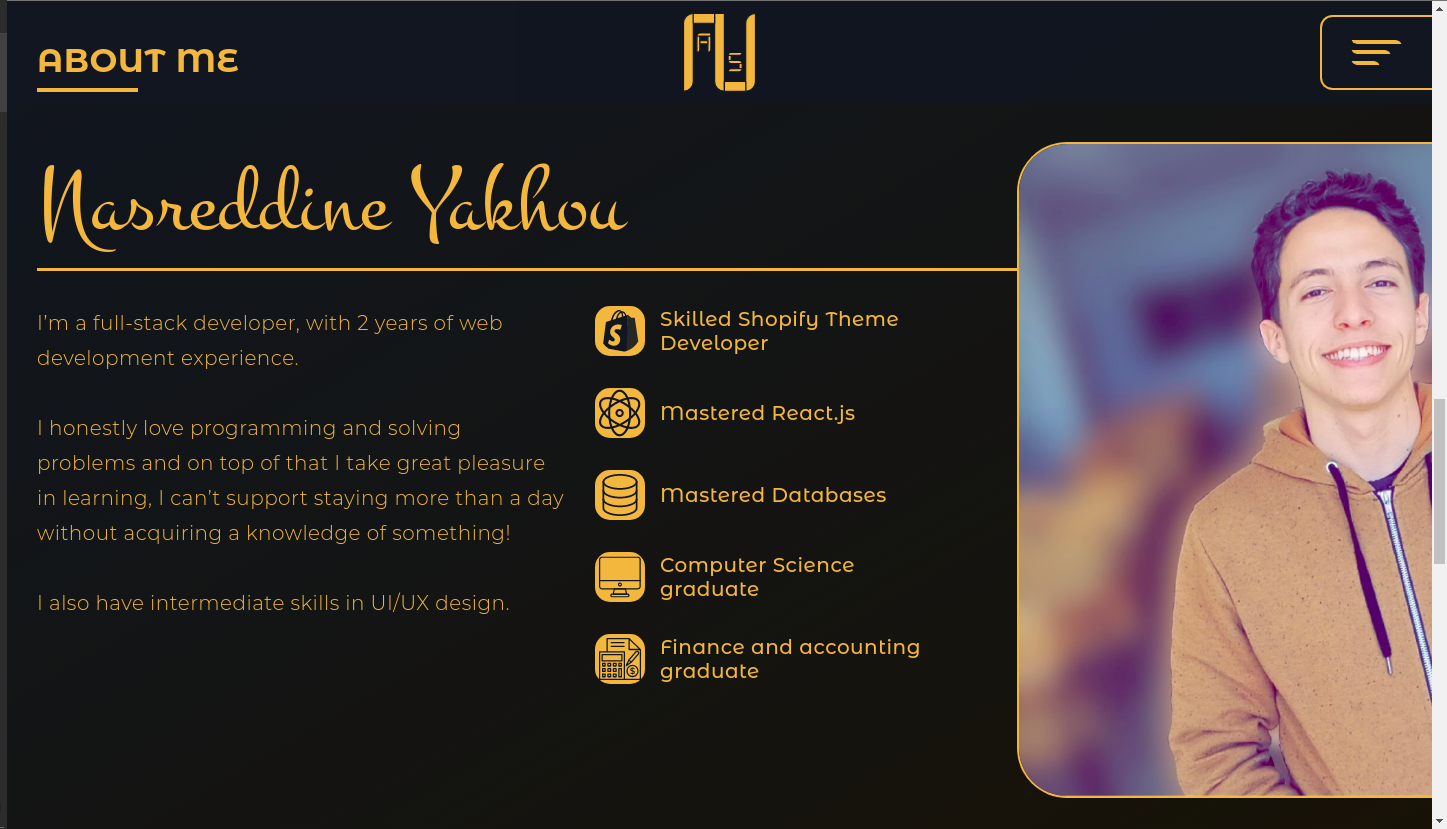 ABOUT ME
A
S
Nasreddine Yakhou
I'm a full-stack developer, with 2 years of web
development experience.
I honestly love programming and solving
problems and on top of that I take great pleasure
in learning, I can't support staying more than a day
without acquiring a knowledge of something!
I also have intermediate skills in UI/UX design.
S
Skilled Shopify Theme
Developer
Mastered React.js
Mastered Databases
Computer Science
graduate
$
Finance and accounting
graduate